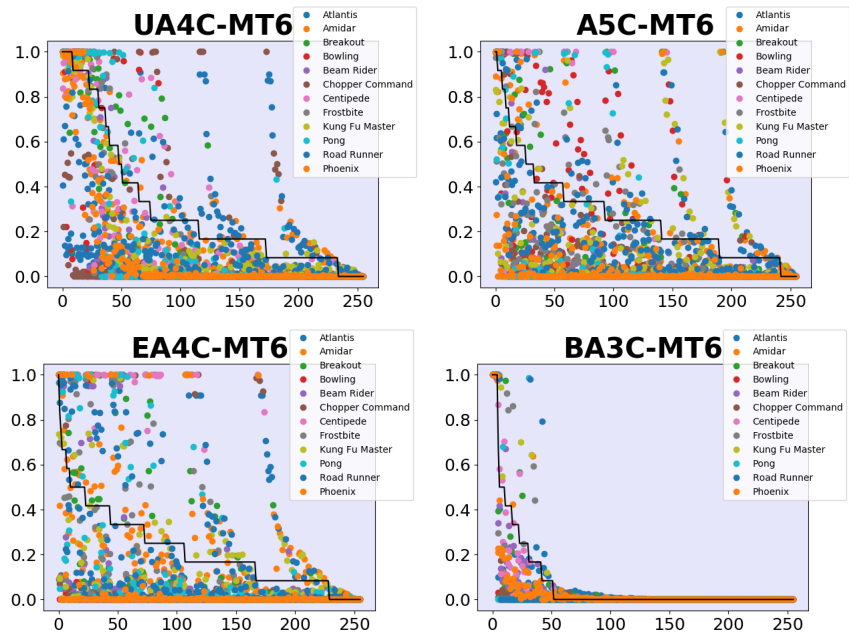 UA4C-MT6
1.0
0.8
0.6
0.4
0.2
0.0
0 50 100 150 200 250
Atlantis
Amidar
Breakout
Bowling
Beam Rider
Chopper Command
Centipede
Frostbite
Kung Fu Master
Pong
Road Runner
Phoenix
A5C-MT6
1.0
0.8
0.6
0.4
0.2
0.0
0 50 100 150 200 250
Atlantis
Amidar
Breakout
Bowling
Beam Rider
Chopper Command
Centipede
Frostbite
Kung Fu Master
Pong
Road Runner
Phoenix
EA4C-MT6
1.0
0.8
0.6
0.4
0.2
0.0
0 50 100 150 200 250
Atlantis
Amidar
Breakout
Bowling
Beam Rider
Chopper Command
Centipede
Frostbite
Kung Fu Master
Pong
Road Runner
Phoenix
BA3C-MT6
1.0
0.8
0.6
0.4
0.2
0.0
0 50 100 150 200 250
Atlantis
Amidar
Breakout
Bowling
Beam Rider
Chopper Command
Centipede
Frostbite
Kung Fu Master
Pong
Road Runner
Phoenix